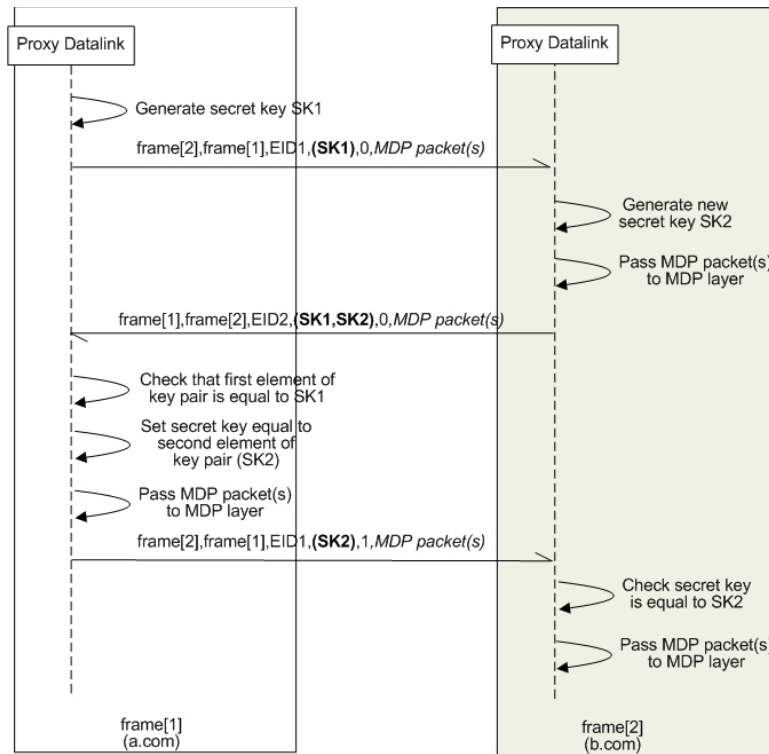 Proxy Datalink
Proxy Datalink
Generate secret key SK1
frame[2],frame[1],EID1,(SK1),0,MDP packet(s)
Generate new
secret key SK2
Pass MDP packet(s)
to MDP layer
frame[1],frame[2],EID2,(SK1,SK2),0,MDP packet(s)
Check that first element of
key pair is equal to SK1
Set secret key equal to
second element of
key pair (SK2)
Pass MDP packet(s)
to MDP layer
frame[2],frame[1],EID1,(SK2),1,MDP packet(s)
Check secret key
is equal to SK2
Pass MDP packet(s)
to MDP layer
frame[1]
(a.com)
frame[2]
(b.com)